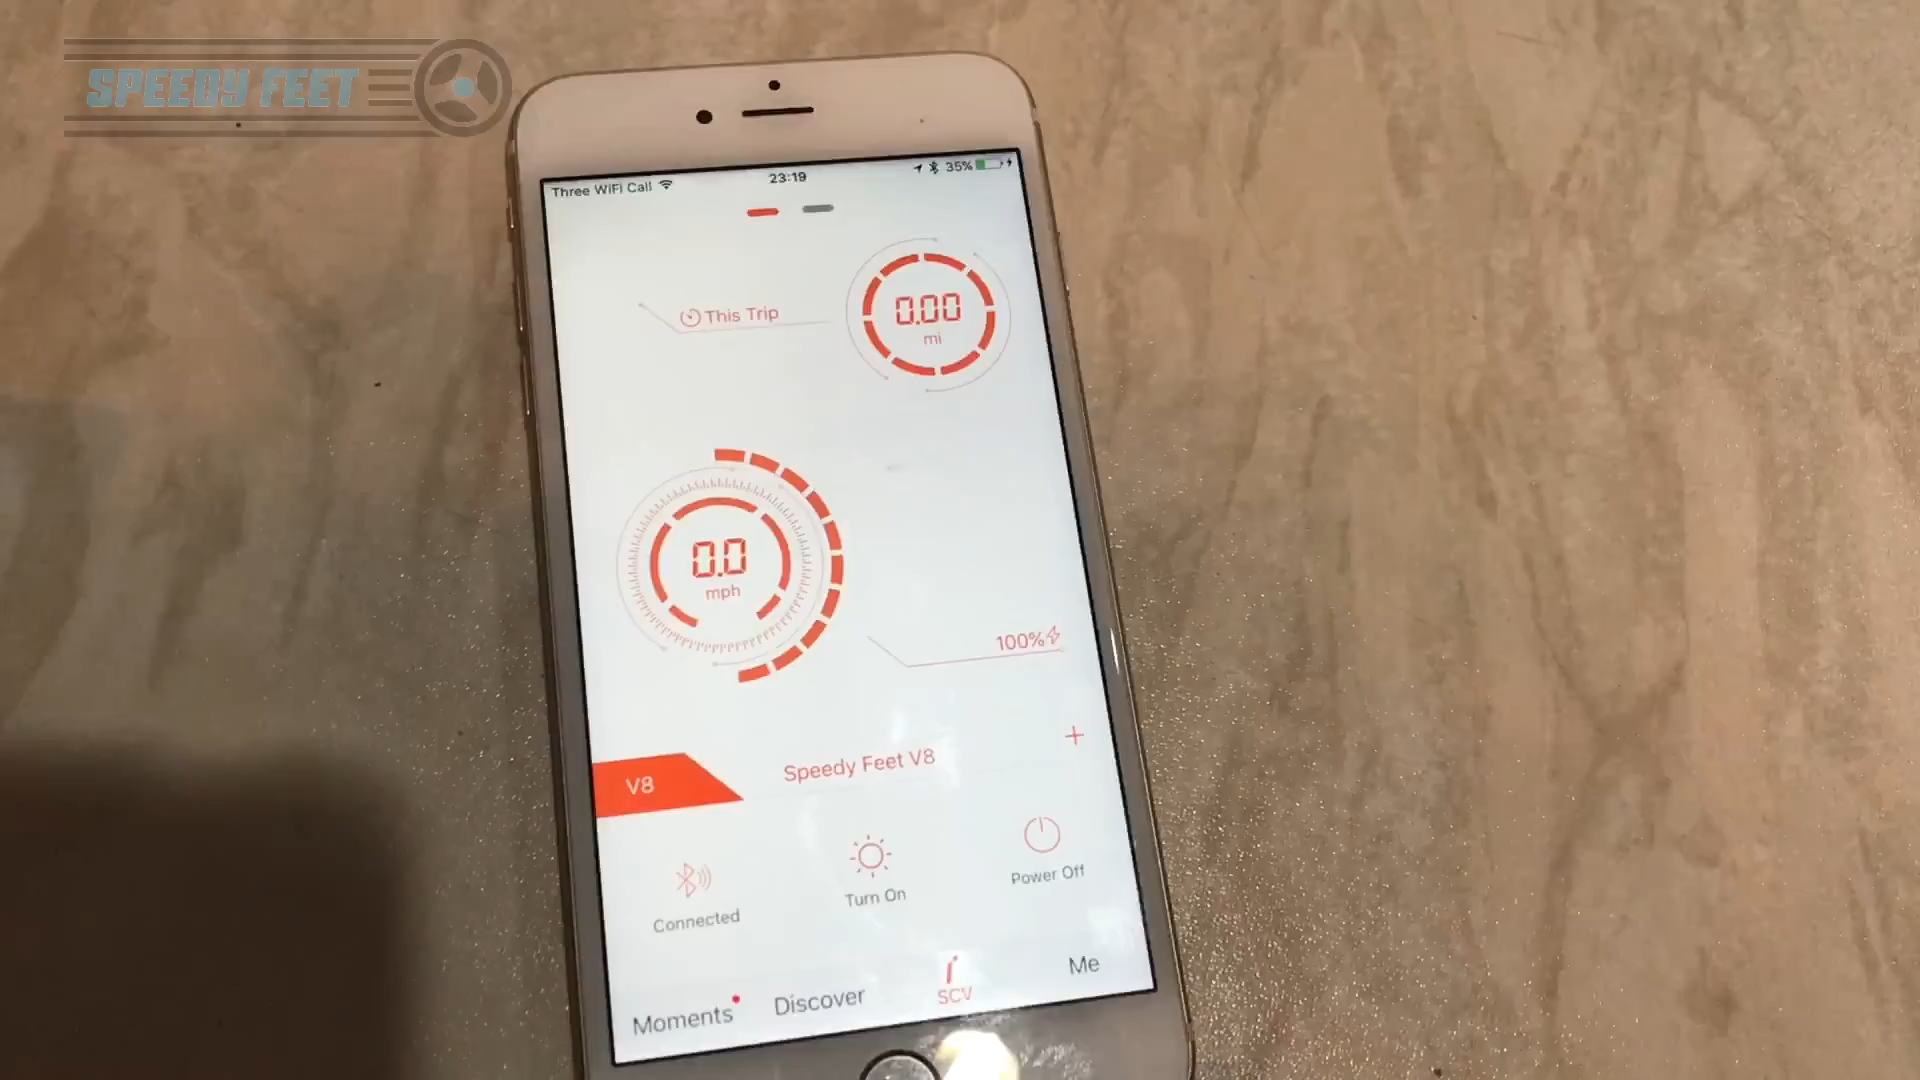 SPEEDY FEET
Three WiFi Call
23:19
35%
This Trip
0.00
mi
0.0
mph
100%
V8
Speedy Feet V8
+
Connected
Turn On
Power Off
Moments
Discover
SCV
Me